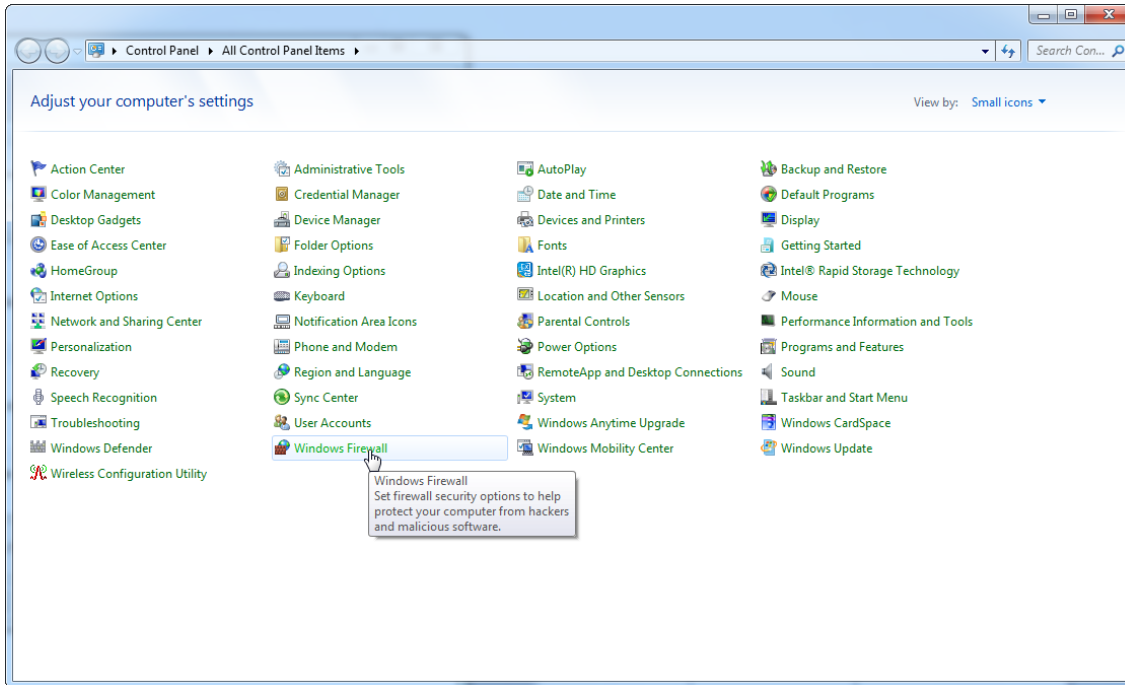 Control Panel All Control Panel Items
Search Con...
Adjust your computer's settings
View by: Small icons
Action Center Administrative Tools AutoPlay Backup and Restore
Color Management Credential Manager Date and Time Default Programs
Desktop Gadgets Device Manager Devices and Printers Display
Ease of Access Center Folder Options Fonts Getting Started
HomeGroup Indexing Options Intel(R) HD Graphics Intel® Rapid Storage Technology
Internet Options Keyboard Location and Other Sensors Mouse
Network and Sharing Center Notification Area Icons Parental Controls Performance Information and Tools
Personalization Phone and Modem Power Options Programs and Features
Recovery Region and Language RemoteApp and Desktop Connections Sound
Speech Recognition Sync Center System Taskbar and Start Menu
Troubleshooting User Accounts Windows Anytime Upgrade Windows CardSpace
Windows Defender Windows Firewall Windows Mobility Center Windows Update
Wireless Configuration Utility
Windows Firewall
Set firewall security options to help
protect your computer from hackers
and malicious software.